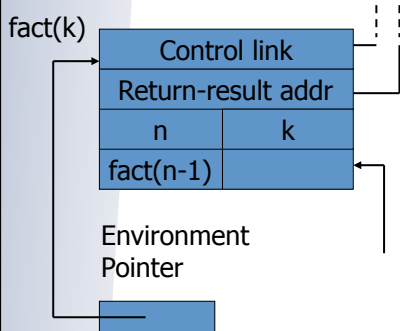 fact(k)
Control link
Return-result addr
n k
fact(n-1)
Environment
Pointer